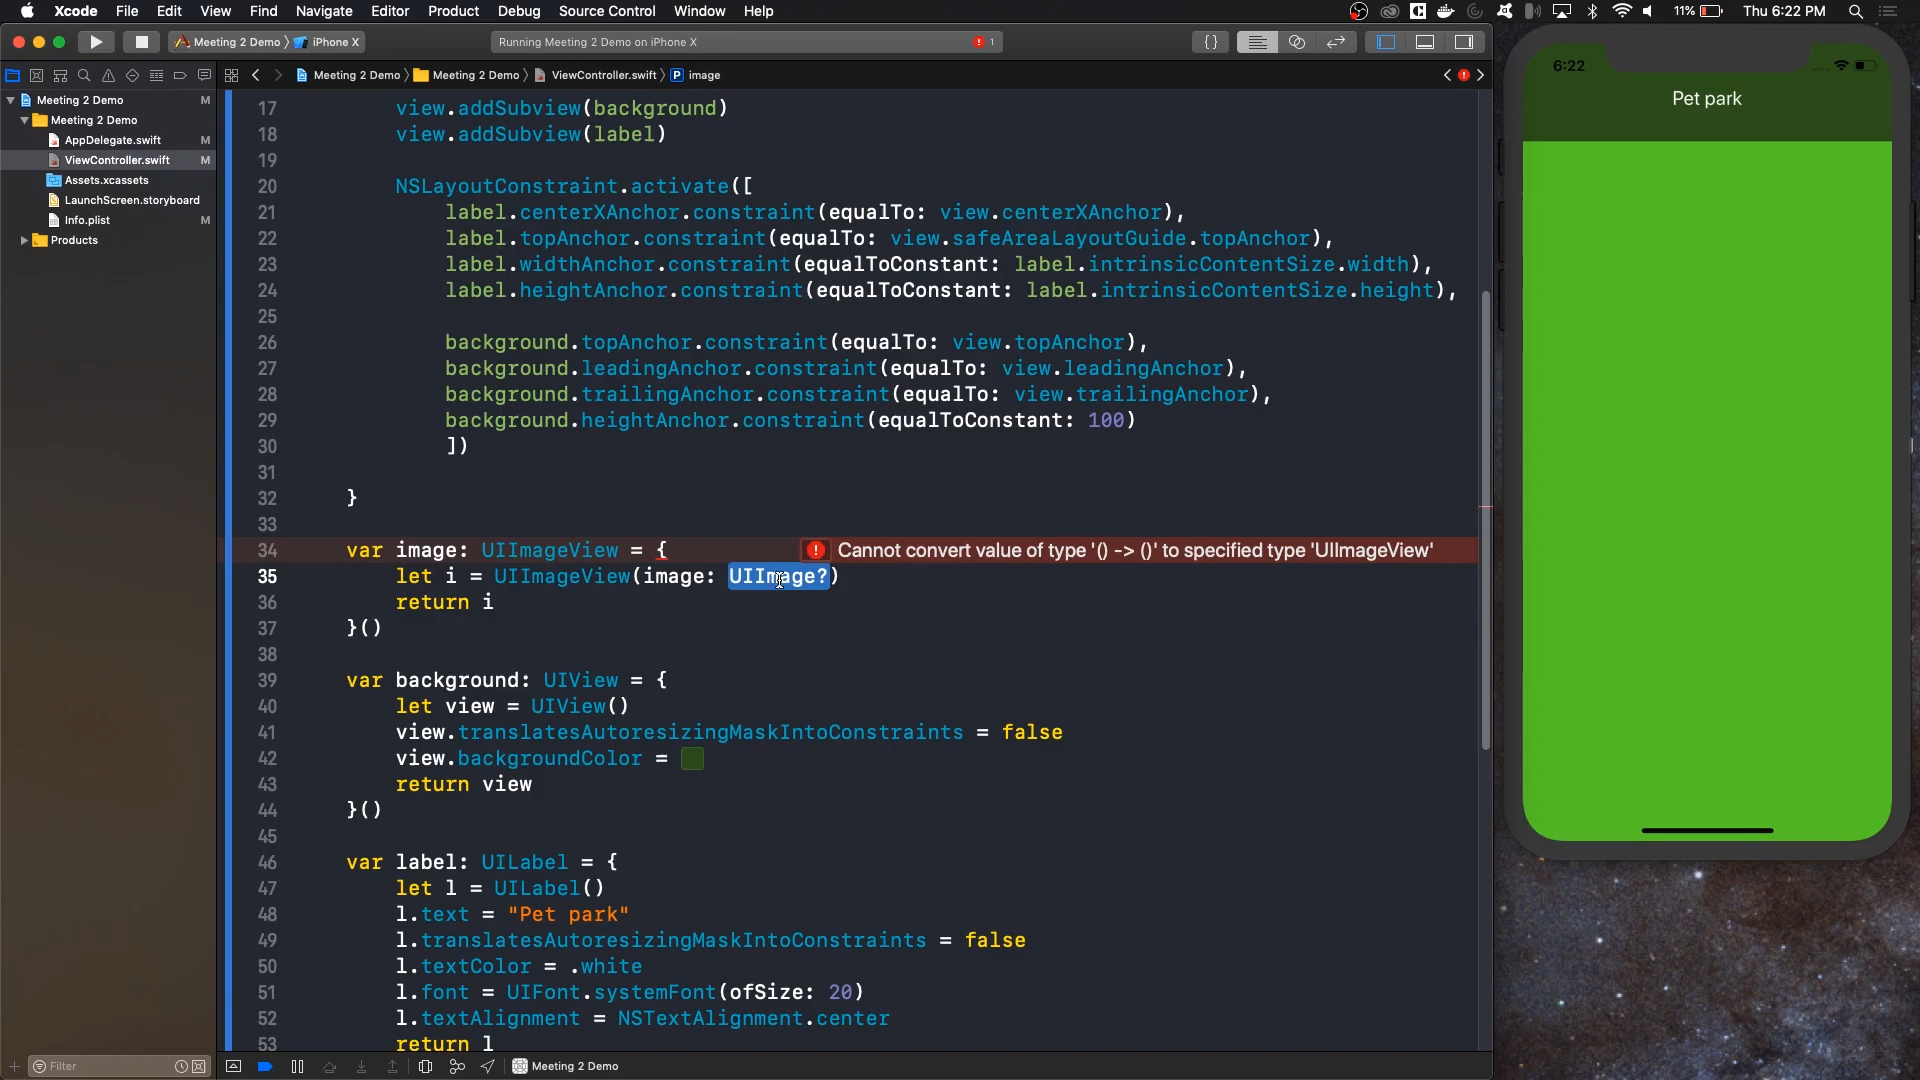 Xcode File Edit View Find Navigate Editor Product Debug Source Control Window Help 11% Thu 6:22 PM
Meeting 2 Demo iPhone X Running Meeting 2 Demo on iPhone X 1
Meeting 2 Demo Meeting 2 Demo ViewController.swift P image
Meeting 2 Demo M
Meeting 2 Demo
AppDelegate.swift M
ViewController.swift M
Assets.xcassets
LaunchScreen.storyboard
Info.plist M
Products
17 view.addSubview(background)
18 view.addSubview(label)
19
20 NSLayoutConstraint.activate([
21 label.centerXAnchor.constraint(equalTo: view.centerXAnchor),
22 label.topAnchor.constraint(equalTo: view.safeAreaLayoutGuide.topAnchor),
23 label.widthAnchor.constraint(equalToConstant: label.intrinsicContentSize.width),
24 label.heightAnchor.constraint(equalToConstant: label.intrinsicContentSize.height),
25
26 background.topAnchor.constraint(equalTo: view.topAnchor),
27 background.leadingAnchor.constraint(equalTo: view.leadingAnchor),
28 background.trailingAnchor.constraint(equalTo: view.trailingAnchor),
29 background.heightAnchor.constraint(equalToConstant: 100)
30 ])
31
32 }
33
34 var image: UIImageView = { Cannot convert value of type '() -> ()' to specified type 'UIImageView'
35 let i = UIImageView(image: UIImage?)
36 return i
37 }()
38
39 var background: UIView = {
40 let view = UIView()
41 view.translatesAutoresizingMaskIntoConstraints = false
42 view.backgroundColor =
43 return view
44 }()
45
46 var label: UILabel = {
47 let l = UILabel()
48 l.text = "Pet park"
49 l.translatesAutoresizingMaskIntoConstraints = false
50 l.textColor = .white
51 l.font = UIFont.systemFont(ofSize: 20)
52 l.textAlignment = NSTextAlignment.center
53 return l
Filter
Meeting 2 Demo
6:22
Pet park